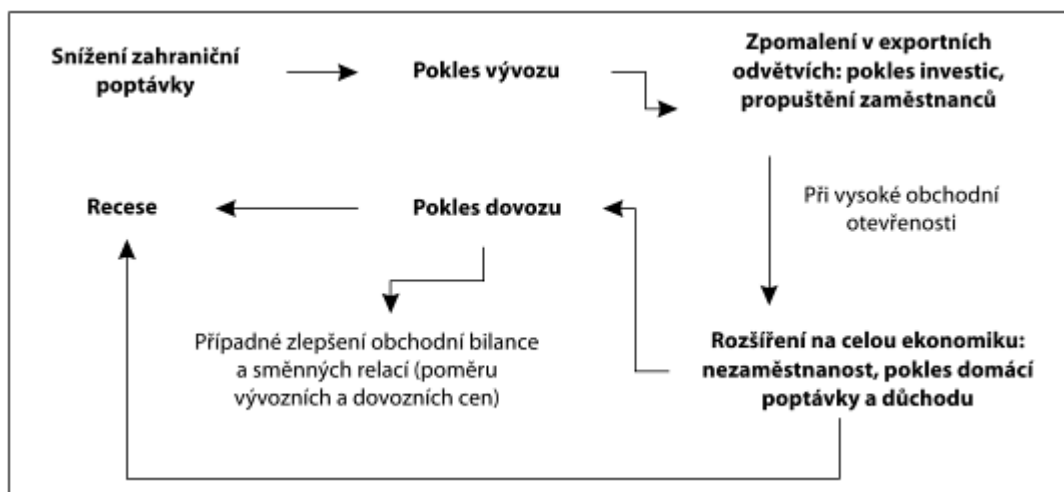 Snížení zahraniční
poptávky
Pokles vývozu
Zpomalení v exportních
odvětvích: pokles investic,
propuštění zaměstnanců
Při vysoké obchodní
otevřenosti
Rozšíření na celou ekonomiku:
nezaměstnanost, pokles domácí
poptávky a důchodu
Pokles dovozu
Recese
Případné zlepšení obchodní bilance
a směnných relací (poměru
vývozních a dovozních cen)